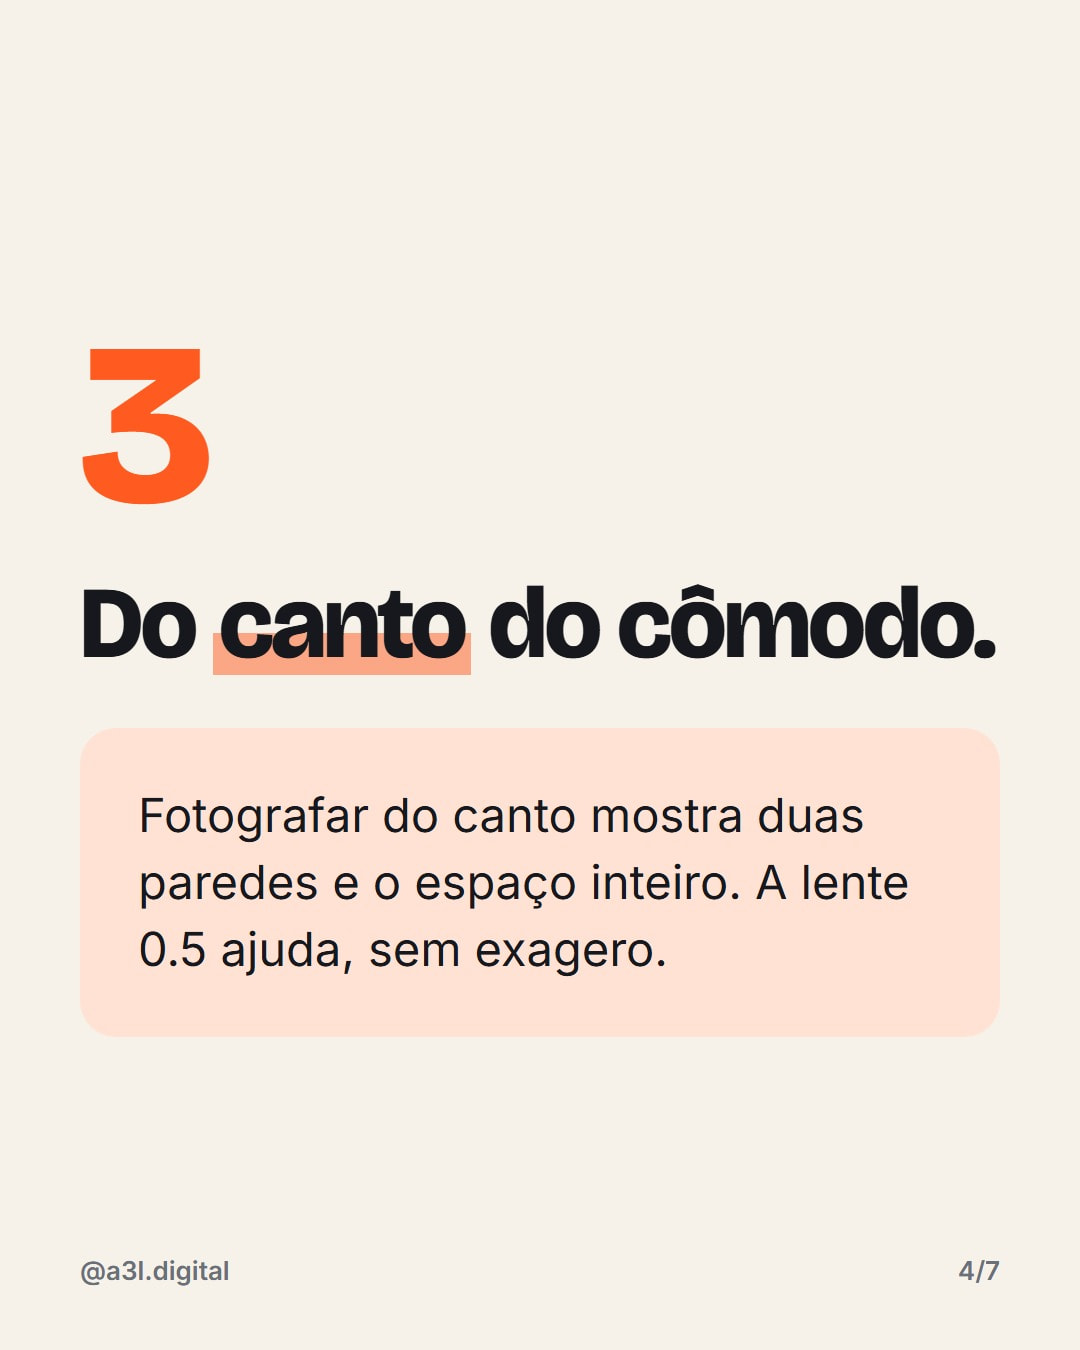 3
Do canto do cômodo.
Fotografar do canto mostra duas
paredes e o espaço inteiro. A lente
0.5 ajuda, sem exagero.
@a3l.digital
4/7